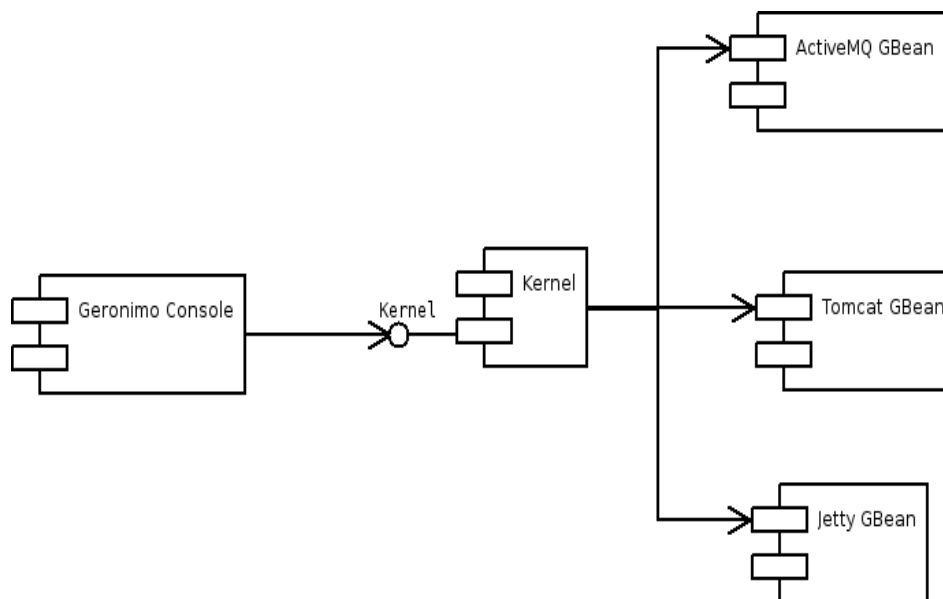 ActiveMQ GBean
Geronimo Console
Kernel
Kernel
Tomcat GBean
Jetty GBean